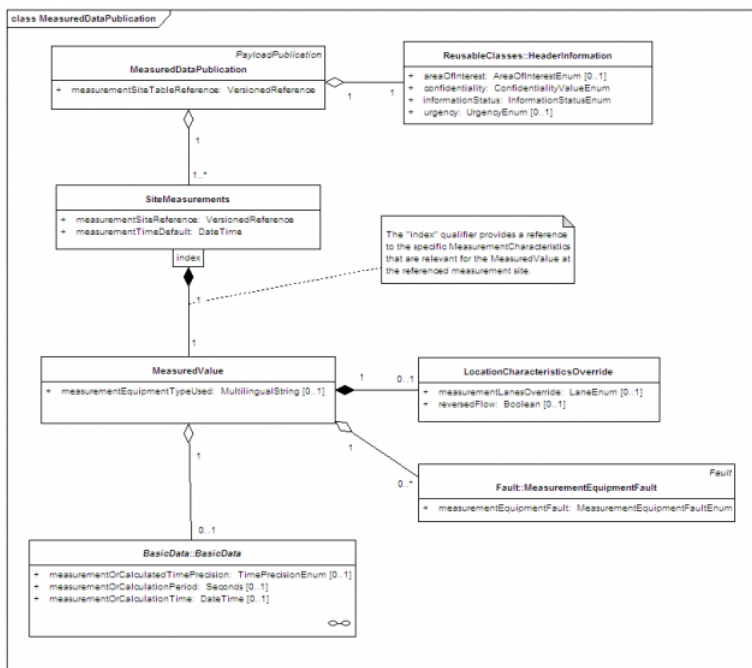 class MeasuredDataPublication
PayloadPublication
MeasuredDataPublication
+ measurementSiteTableReference: VersionedReference
1
1
ReusableClasses::HeaderInformation
+ areaOfInterest: AreaOfInterestEnum [0..1]
+ confidentiality: ConfidentialityValueEnum
+ informationStatus: InformationStatusEnum
+ urgency: UrgencyEnum [0..1]
1
1..*
SiteMeasurements
+ measurementSiteReference: VersionedReference
+ measurementTimeDefault: DateTime
index
The "index" qualifier provides a reference
to the specific MeasurementCharacteristics
that are relevant for the MeasuredValue at
the referenced measurement site.
1
1
MeasuredValue
+ measurementEquipmentTypeUsed: MultilingualString [0..1]
1
0..1
LocationCharacteristicsOverride
+ measurementLanesOverride: LaneEnum [0..1]
+ reversedFlow: Boolean [0..1]
1
1
0..*
Fault
Fault::MeasurementEquipmentFault
+ measurementEquipmentFault: MeasurementEquipmentFaultEnum
0..1
BasicData::BasicData
+ measurementOrCalculatedTimePrecision: TimePrecisionEnum [0..1]
+ measurementOrCalculationPeriod: Seconds [0..1]
+ measurementOrCalculationTime: DateTime [0..1]